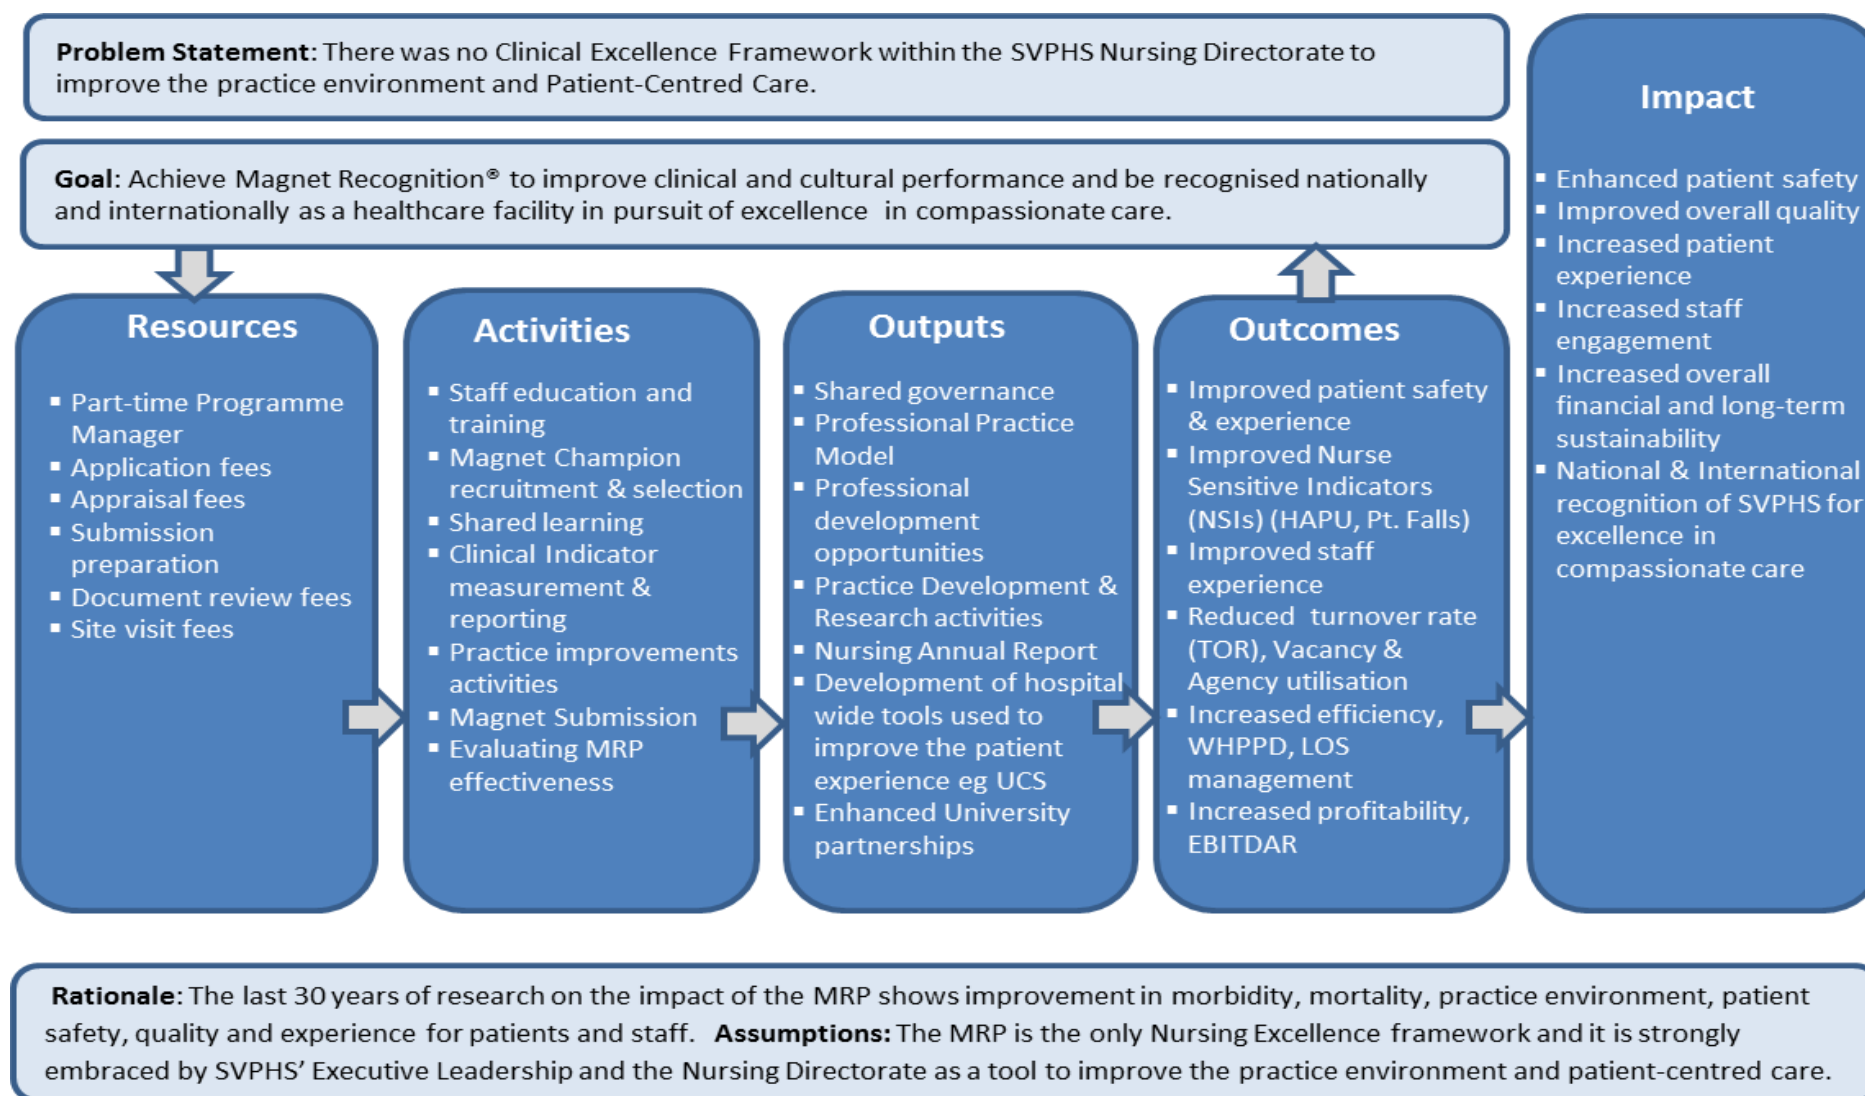 Problem Statement: There was no Clinical Excellence Framework within the SVPHS Nursing Directorate to
improve the practice environment and Patient-Centred Care.
Goal: Achieve Magnet Recognition® to improve clinical and cultural performance and be recognised nationally
and internationally as a healthcare facility in pursuit of excellence in compassionate care.
Resources
▪ Part-time Programme
Manager
▪ Application fees
▪ Appraisal fees
▪ Submission
preparation
▪ Document review fees
▪ Site visit fees
Activities
▪ Staff education and
training
▪ Magnet Champion
recruitment & selection
▪ Shared learning
▪ Clinical Indicator
measurement &
reporting
▪ Practice improvements
activities
▪ Magnet Submission
▪ Evaluating MRP
effectiveness
Outputs
▪ Shared governance
▪ Professional Practice
Model
▪ Professional
development
opportunities
▪ Practice Development &
Research activities
▪ Nursing Annual Report
▪ Development of hospital
wide tools used to
improve the patient
experience eg UCS
▪ Enhanced University
partnerships
Outcomes
▪ Improved patient safety
& experience
▪ Improved Nurse
Sensitive Indicators
(NSIs) (HAPU, Pt. Falls)
▪ Improved staff
experience
▪ Reduced turnover rate
(TOR), Vacancy &
Agency utilisation
▪ Increased efficiency,
WHPPD, LOS
management
▪ Increased profitability,
EBITDAR
Impact
▪ Enhanced patient safety
▪ Improved overall quality
▪ Increased patient
experience
▪ Increased staff
engagement
▪ Increased overall
financial and long-term
sustainability
▪ National & International
recognition of SVPHS for
excellence in
compassionate care
Rationale: The last 30 years of research on the impact of the MRP shows improvement in morbidity, mortality, practice environment, patient
safety, quality and experience for patients and staff. Assumptions: The MRP is the only Nursing Excellence framework and it is strongly
embraced by SVPHS’ Executive Leadership and the Nursing Directorate as a tool to improve the practice environment and patient-centred care.